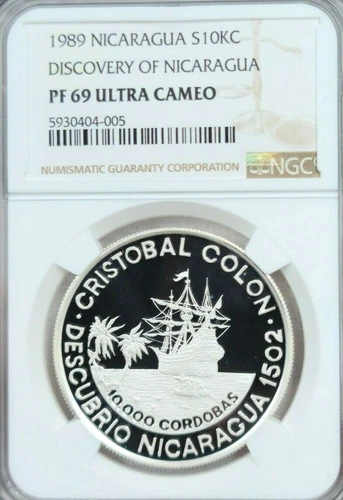 1989 NICARAGUA S10KC
DISCOVERY OF NICARAGUA
PF 69 ULTRA CAMEO
5930404-005
NUMISMATIC GUARANTY CORPORATION
NGC
CRISTOBAL COLON
DESCUBRIO NICARAGUA 1502
10.000 CORDOBAS